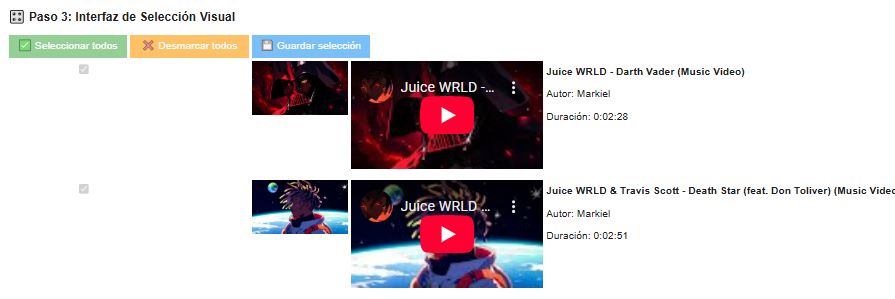 Paso 3: Interfaz de Selección Visual
Seleccionar todos
Desmarcar todos
Guardar selección
Juice WRLD -...
Juice WRLD - Darth Vader (Music Video)
Autor: Markiel
Duración: 0:02:28
Juice WRLD ...
Juice WRLD & Travis Scott - Death Star (feat. Don Toliver) (Music Vide
Autor: Markiel
Duración: 0:02:51